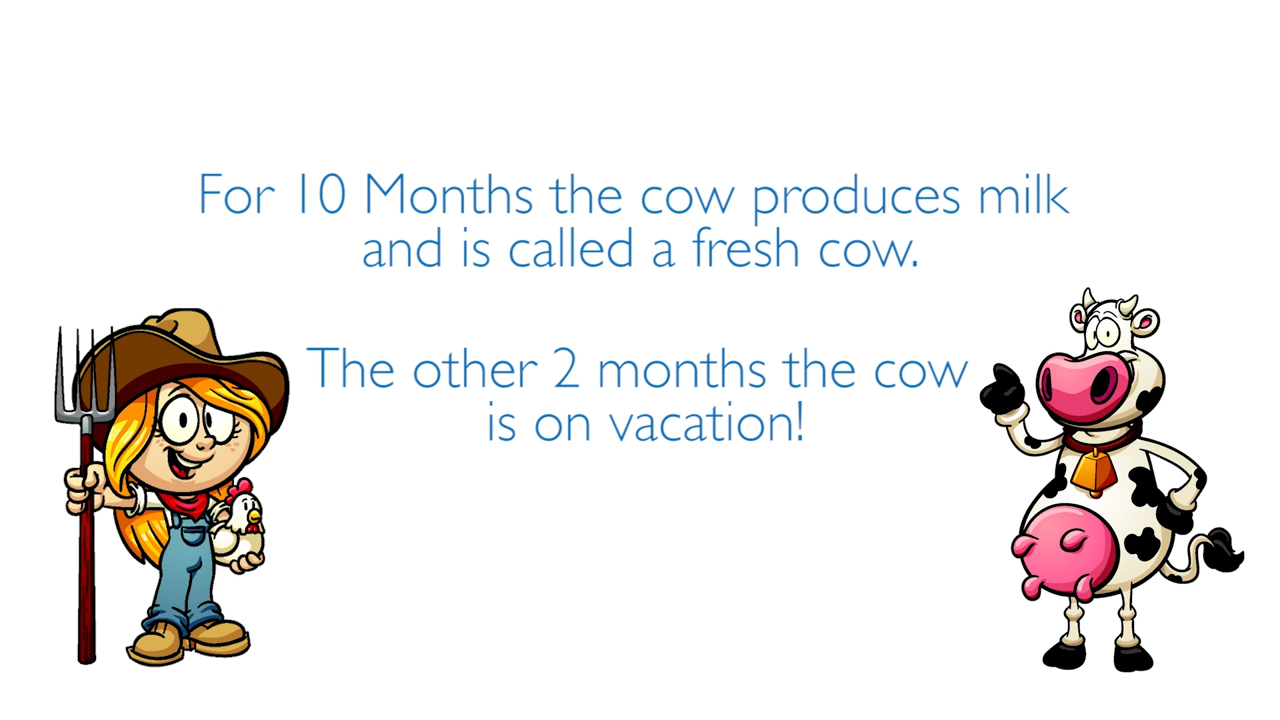 For 10 Months the cow produces milk
and is called a fresh cow.
The other 2 months the cow
is on vacation!